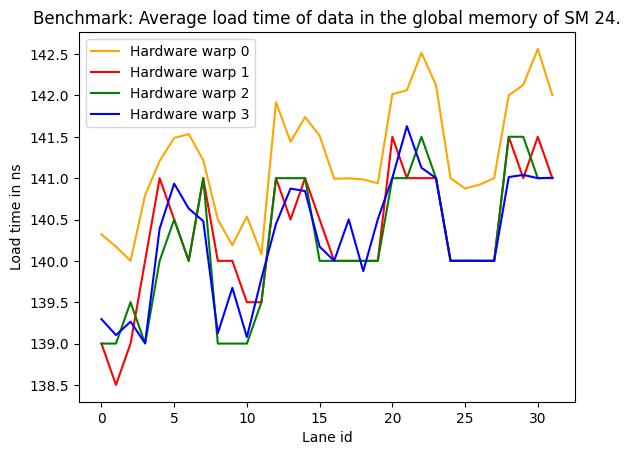 Benchmark: Average load time of data in the global memory of SM 24.
Hardware warp 0
Hardware warp 1
Hardware warp 2
Hardware warp 3
Load time in ns
142.5
142.0
141.5
141.0
140.5
140.0
139.5
139.0
138.5
0 5 10 15 20 25 30
Lane id